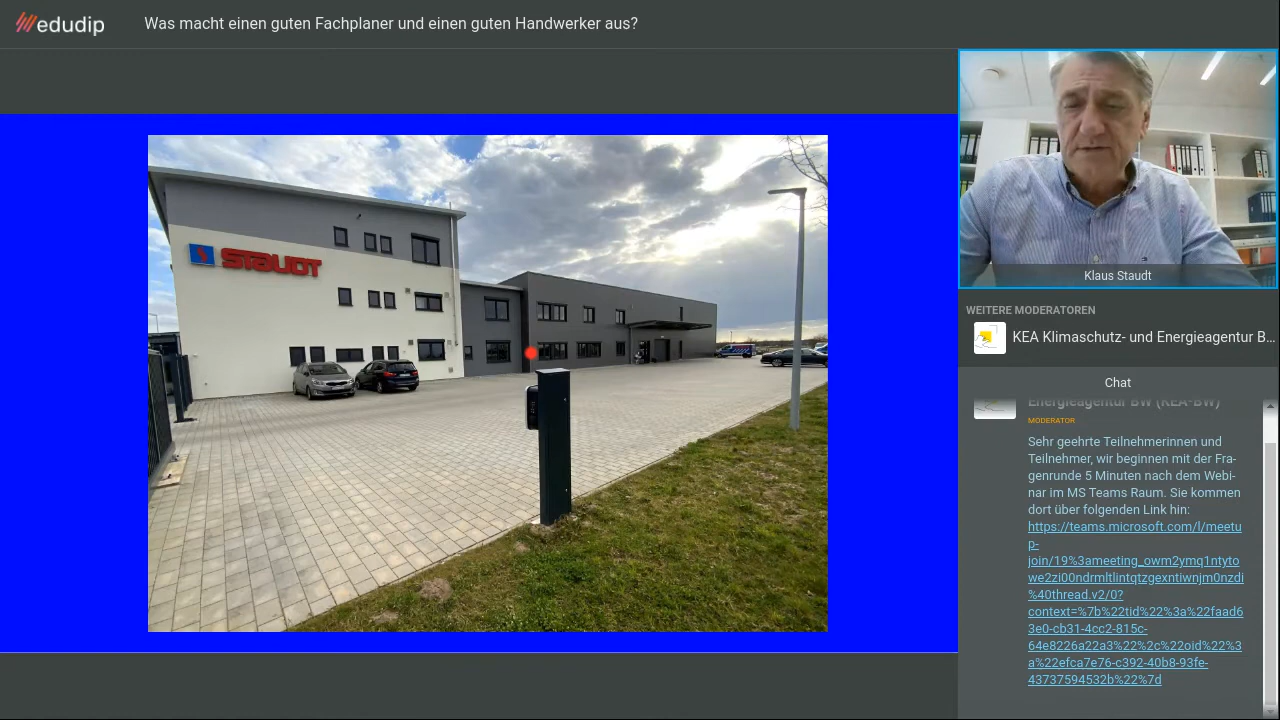 edudip
Was macht einen guten Fachplaner und einen guten Handwerker aus?
STAUDT
Klaus Staudt
WEITERE MODERATOREN
KEA Klimaschutz- und Energieagentur B...
Chat
Energieagentur BW (KEA-BW)
MODERATOR
Sehr geehrte Teilnehmerinnen und
Teilnehmer, wir beginnen mit der Fra-
genrunde 5 Minuten nach dem Webi-
nar im MS Teams Raum. Sie kommen
dort über folgenden Link hin:
https://teams.microsoft.com/l/meetu
p-
join/19%3ameeting_owm2ymq1ntyto
we2zi00ndrmltlintqtzgexntiwnjm0nzdi
%40thread.v2/0?
context=%7b%22tid%22%3a%22faad6
3e0-cb31-4cc2-815c-
64e8226a22a3%22%2c%22oid%22%3
a%22efca7e76-c392-40b8-93fe-
43737594532b%22%7d